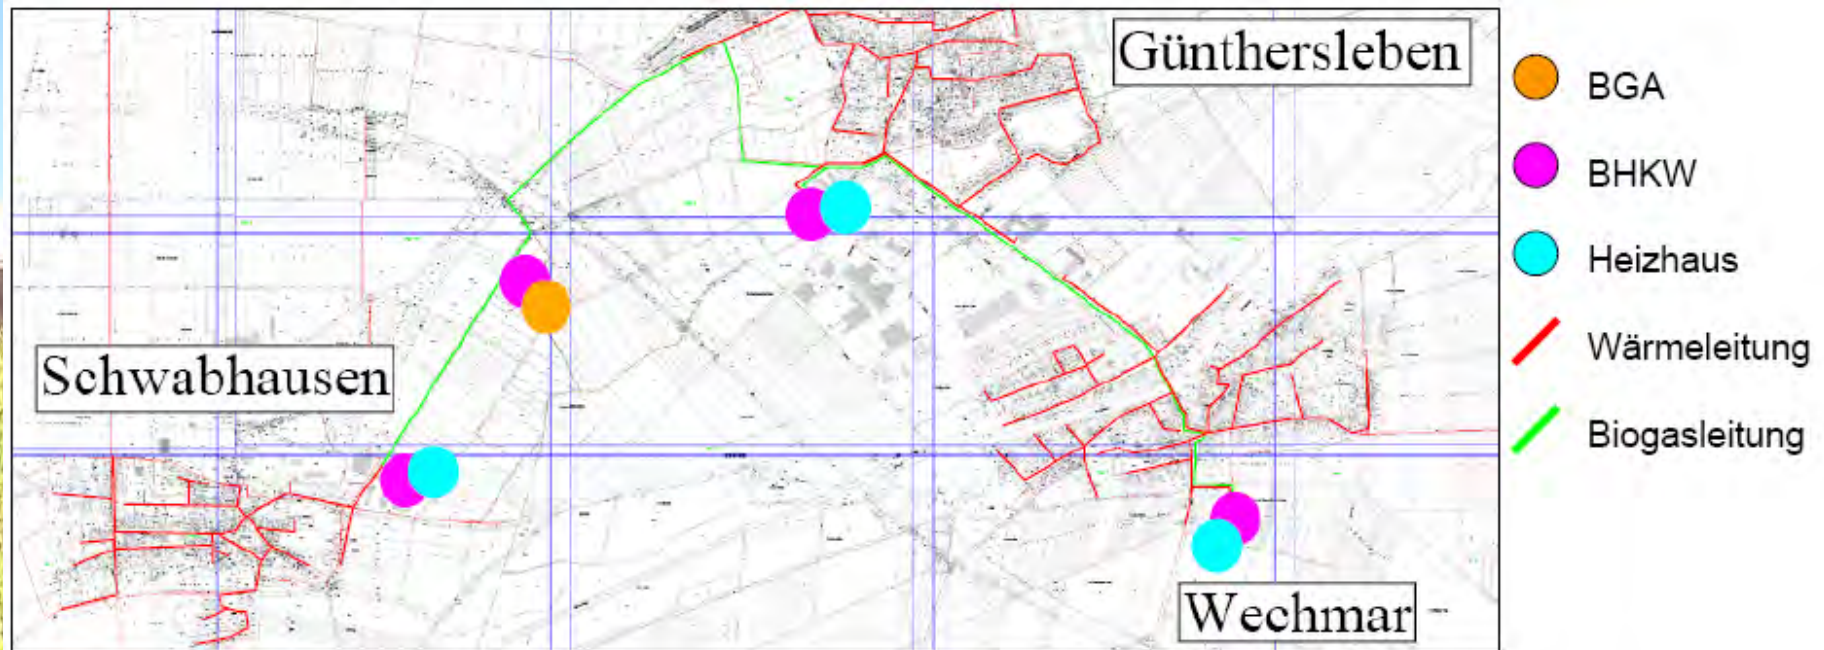 Günthersleben
BGA
BHKW
Heizhaus
Schwabhausen
Wärmeleitung
Biogasleitung
Wechmar